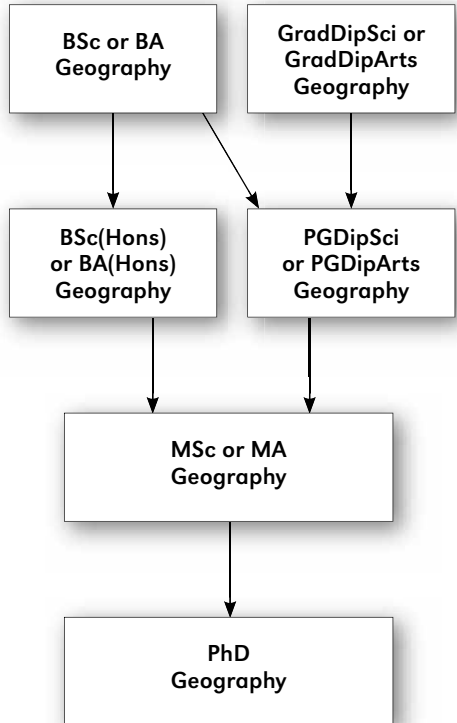 BSc or BA
Geography
GradDipSci or
GradDipArts
Geography
BSc(Hons)
or BA(Hons)
Geography
PGDipSci
or PGDipArts
Geography
MSc or MA
Geography
PhD
Geography